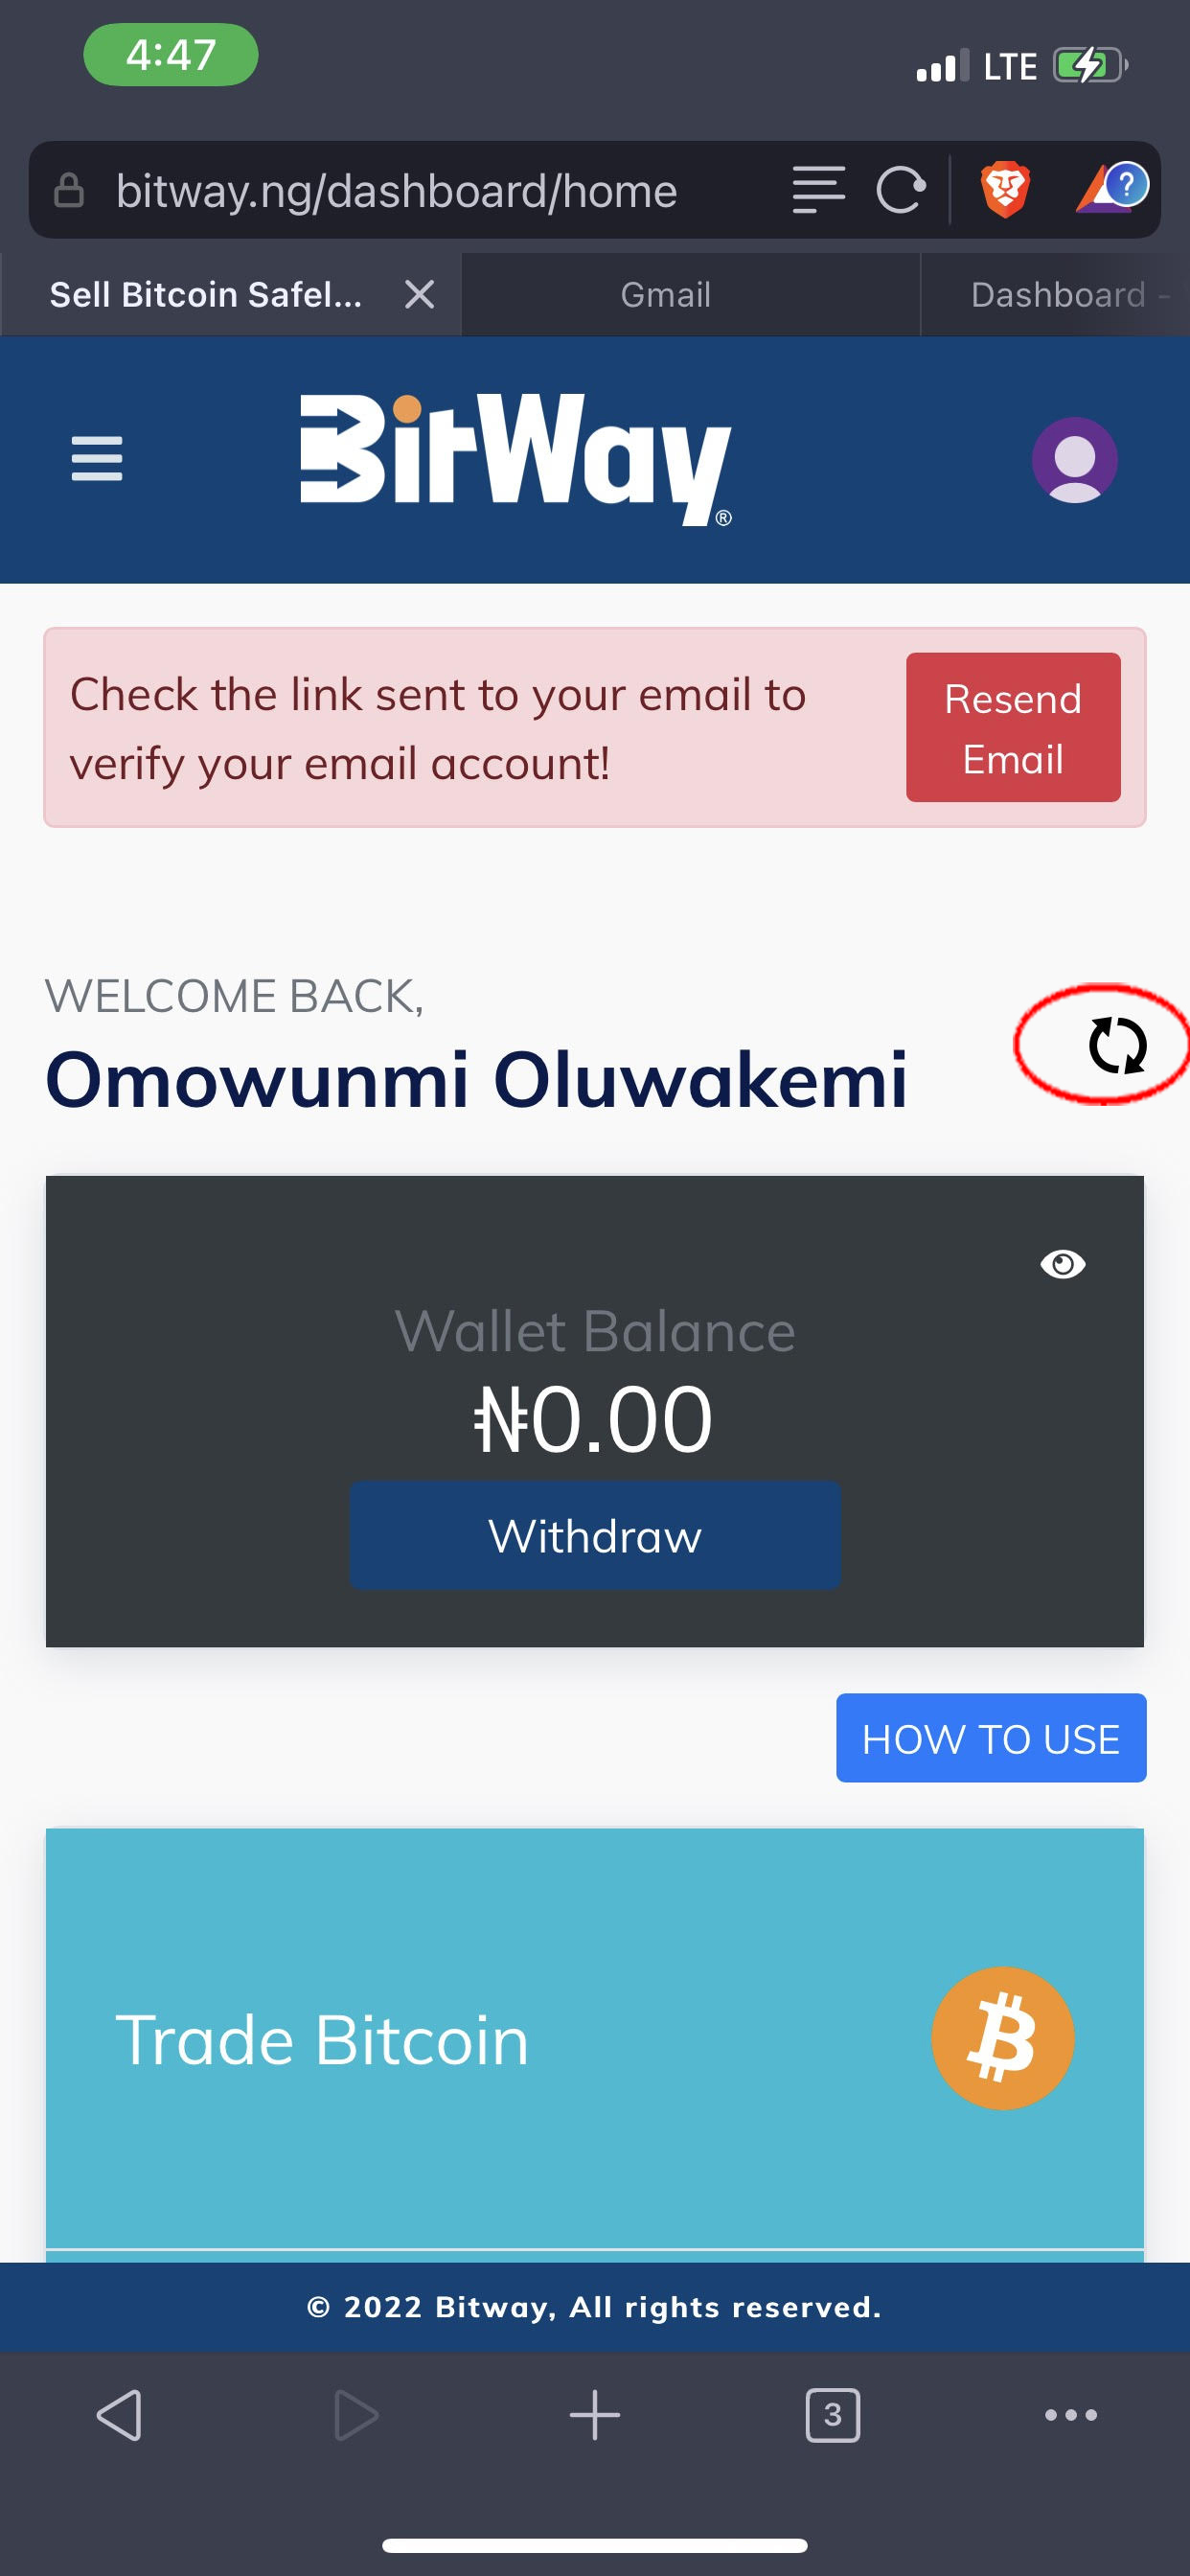 4:47
LTE
bitway.ng/dashboard/home
Sell Bitcoin Safel...
Gmail
Dashboard -
BitWay®
Check the link sent to your email to
verify your email account!
Resend
Email
WELCOME BACK,
Omowunmi Oluwakemi
Wallet Balance
₦0.00
Withdraw
HOW TO USE
Trade Bitcoin
© 2022 Bitway, All rights reserved.
3